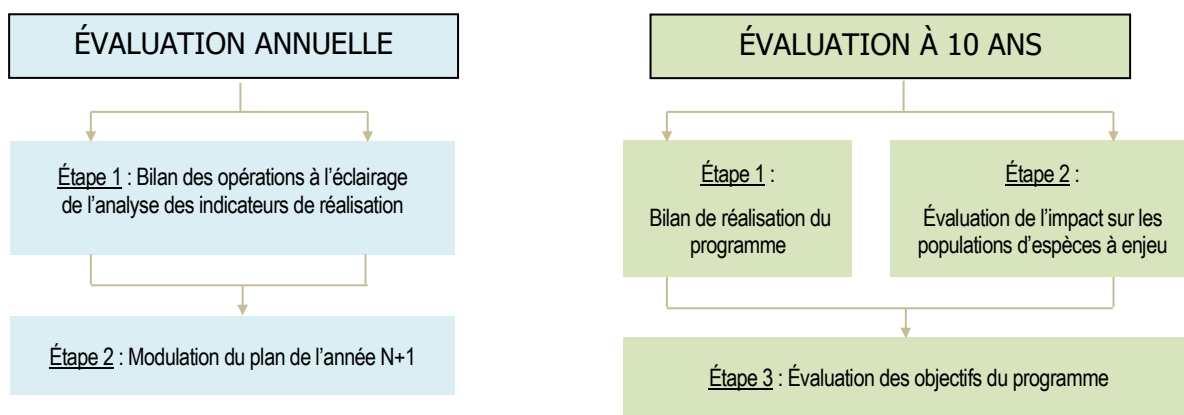 ÉVALUATION ANNUELLE
Étape 1 : Bilan des opérations à l’éclairage
de l’analyse des indicateurs de réalisation
Étape 2 : Modulation du plan de l’année N+1
ÉVALUATION À 10 ANS
Étape 1 :
Bilan de réalisation du
programme
Étape 2 :
Évaluation de l’impact sur les
populations d’espèces à enjeu
Étape 3 : Évaluation des objectifs du programme